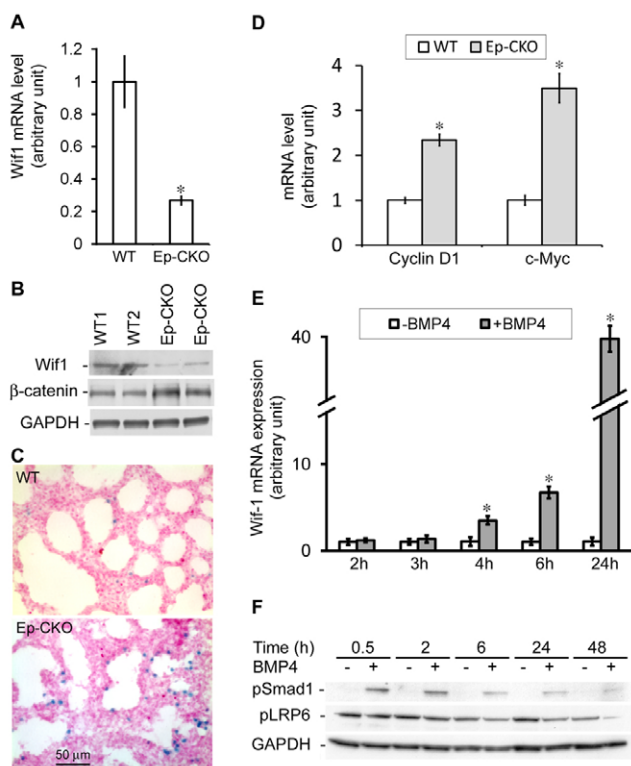 A
Wif1 mRNA level
(arbitrary unit)
1.2
1
0.8
0.6
0.4
0.2
0
*
WT
Ep-CKO
B
WT1
WT2
Ep-CKO
Ep-CKO
Wif1 -
β-catenin -
GAPDH -
C
WT
Ep-CKO
50 μm
D
WT
Ep-CKO
mRNA level
(arbitrary unit)
4
3
2
1
0
*
*
Cyclin D1
c-Myc
E
-BMP4
+BMP4
Wif-1 mRNA expression
(arbitrary unit)
40
10
0
*
*
*
2h
3h
4h
6h
24h
F
Time (h) 0.5 2 6 24 48
BMP4 - + - + - + - + - +
pSmad1 -
pLRP6 -
GAPDH -